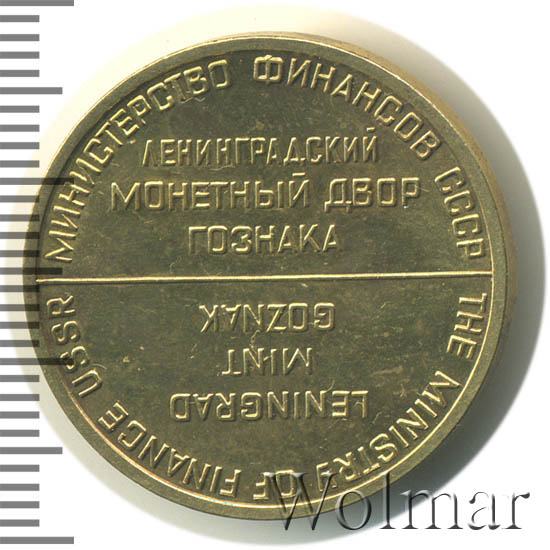 МИНИСТЕРСТВО ФИНАНСОВ СССР
ЛЕНИНГРАДСКИЙ
МОНЕТНЫЙ ДВОР
ГОЗНАКА
THE MINISTRY OF FINANCE USSR
LENINGRAD
MINT
GOZNAK
Wolmar